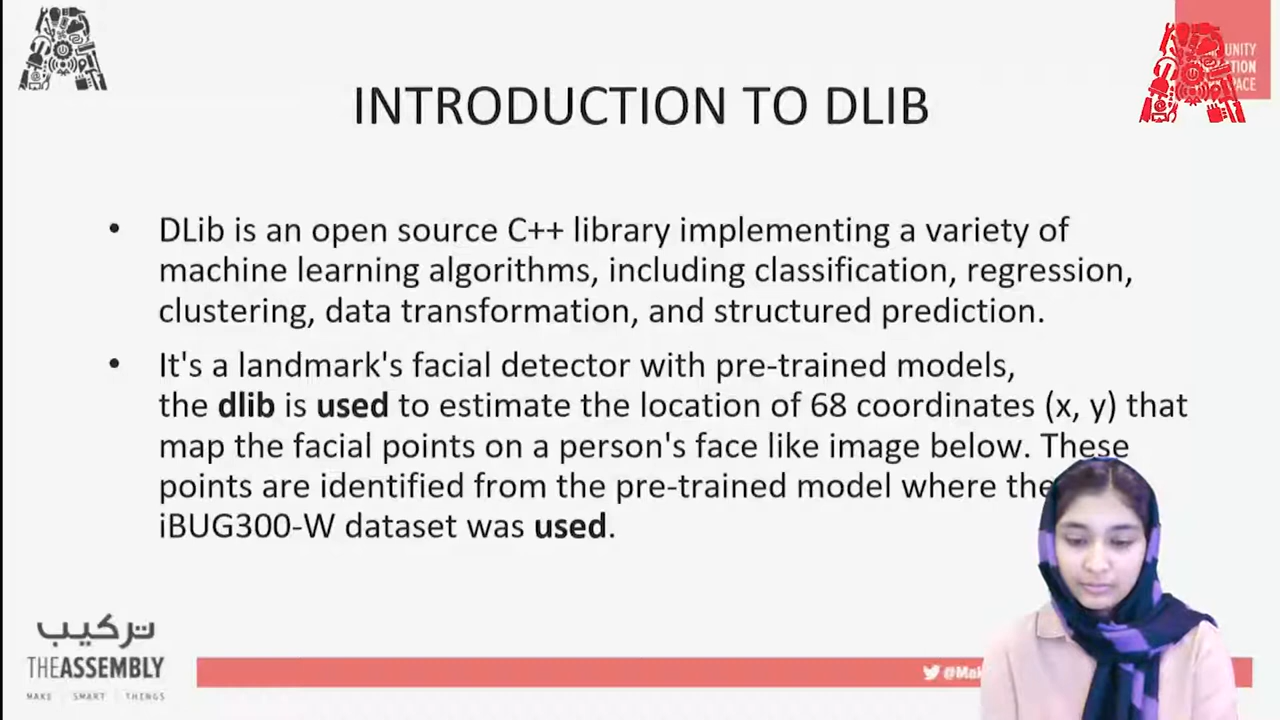 UNITY
TION
PACE
INTRODUCTION TO DLIB
• DLib is an open source C++ library implementing a variety of
machine learning algorithms, including classification, regression,
clustering, data transformation, and structured prediction.
• It's a landmark's facial detector with pre-trained models,
the dlib is used to estimate the location of 68 coordinates (x, y) that
map the facial points on a person's face like image below. These
points are identified from the pre-trained model where the
iBUG300-W dataset was used.
تركيب
THEASSEMBLY
MAKE SMART THINGS
@Mak